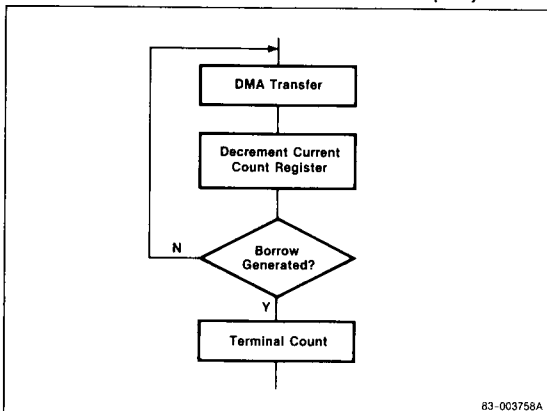 DMA Transfer
Decrement Current
Count Register
N
Borrow
Generated?
Y
Terminal Count
83-003758A